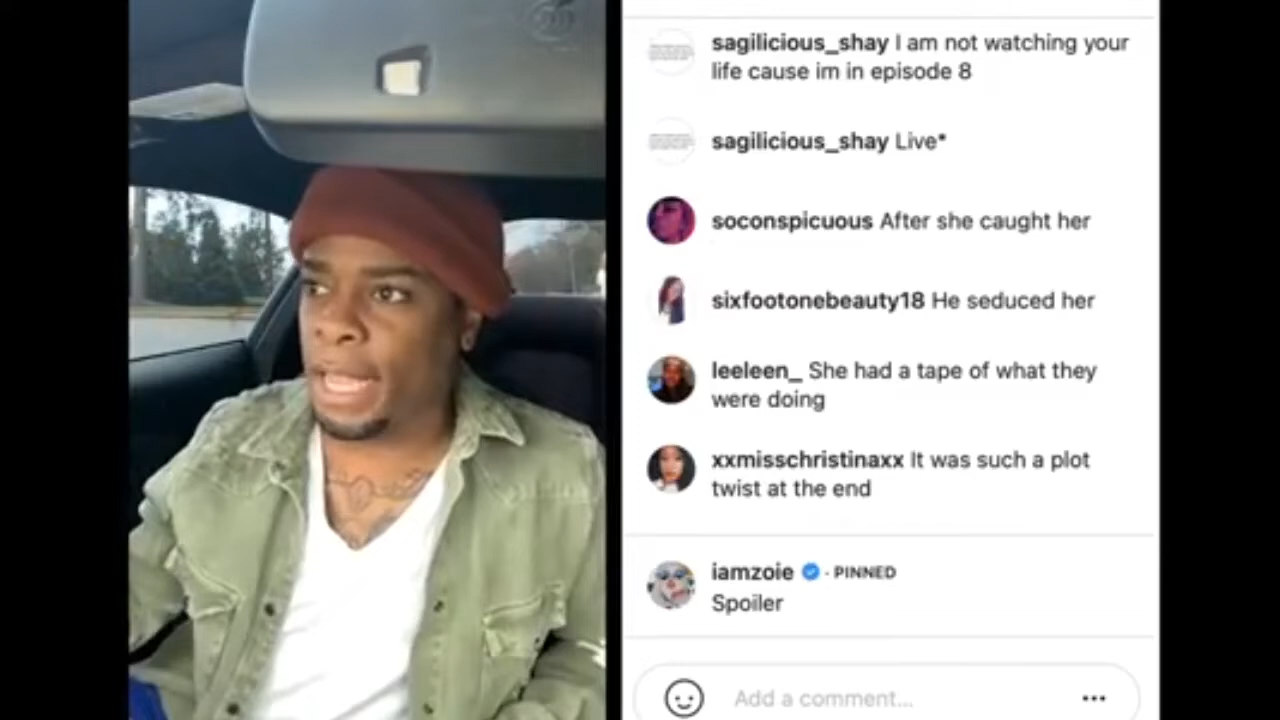 sagilicious_shay I am not watching your
life cause im in episode 8
sagilicious_shay Live*
soconspicuous After she caught her
sixfootonebeauty18 He seduced her
leeleen_ She had a tape of what they
were doing
xxmisschristinaxx It was such a plot
twist at the end
iamzoie - PINNED
Spoiler
Add a comment...